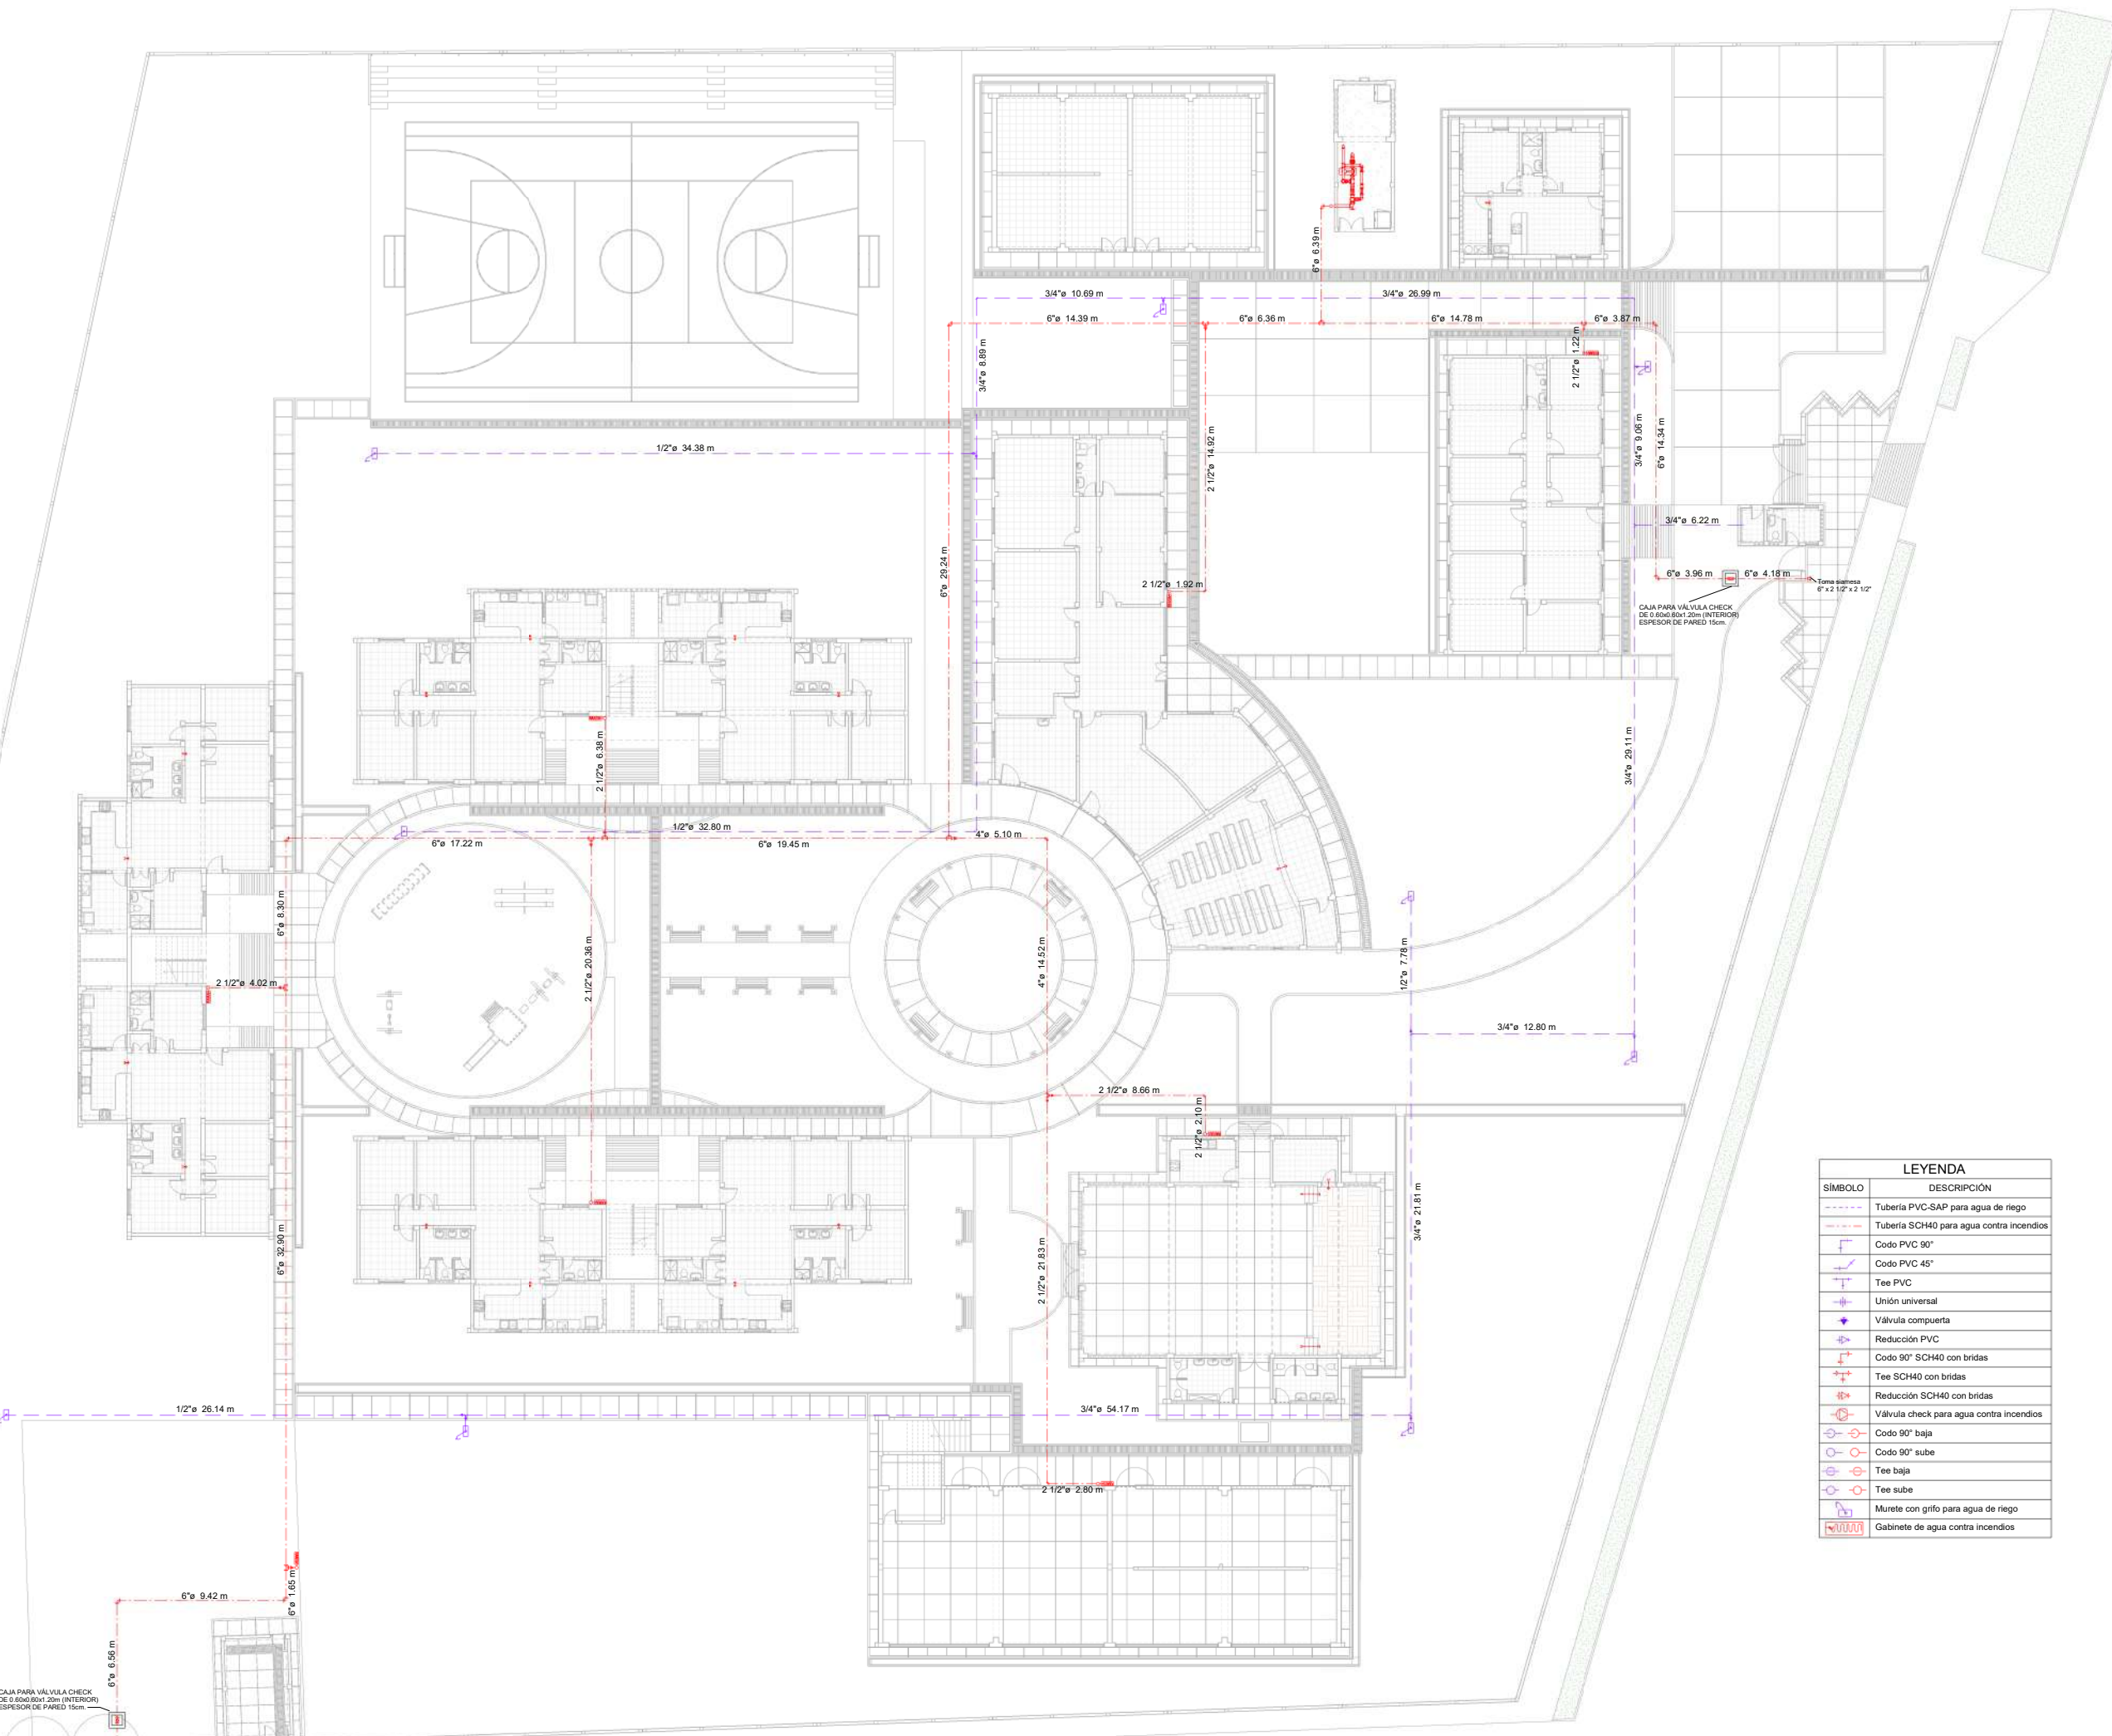 6"ø 6.39 m
3/4"ø 10.69 m
3/4"ø 26.99 m
6"ø 14.39 m
6"ø 6.36 m
6"ø 14.78 m
6"ø 3.87 m
3/4"ø 8.89 m
2 1/2"ø 1.22 m
1/2"ø 34.38 m
2 1/2"ø 14.92 m
3/4"ø 9.06 m
6"ø 14.34 m
3/4"ø 6.22 m
6"ø 29.24 m
2 1/2"ø 1.92 m
6"ø 3.96 m
6"ø 4.18 m
Toma siamesa
6" x 2 1/2" x 2 1/2"
CAJA PARA VÁLVULA CHECK
DE 0.60x0.60x1.20m (INTERIOR)
ESPESOR DE PARED 15cm.
2 1/2"ø 6.38 m
3/4"ø 29.11 m
1/2"ø 32.80 m
4"ø 5.10 m
6"ø 17.22 m
6"ø 19.45 m
6"ø 8.30 m
2 1/2"ø 20.36 m
4"ø 14.52 m
1/2"ø 7.78 m
2 1/2"ø 4.02 m
3/4"ø 12.80 m
2 1/2"ø 8.66 m
2 1/2"ø 2.10 m
6"ø 32.90 m
2 1/2"ø 21.83 m
3/4"ø 21.81 m
1/2"ø 26.14 m
3/4"ø 54.17 m
2 1/2"ø 2.80 m
6"ø 9.42 m
6"ø 1.65 m
6"ø 6.56 m
CAJA PARA VÁLVULA CHECK
DE 0.60x0.60x1.20m (INTERIOR)
ESPESOR DE PARED 15cm.
LEYENDA
SÍMBOLO DESCRIPCIÓN
Tubería PVC-SAP para agua de riego
Tubería SCH40 para agua contra incendios
Codo PVC 90°
Codo PVC 45°
Tee PVC
Unión universal
Válvula compuerta
Reducción PVC
Codo 90° SCH40 con bridas
Tee SCH40 con bridas
Reducción SCH40 con bridas
Válvula check para agua contra incendios
Codo 90° baja
Codo 90° sube
Tee baja
Tee sube
Murete con grifo para agua de riego
Gabinete de agua contra incendios